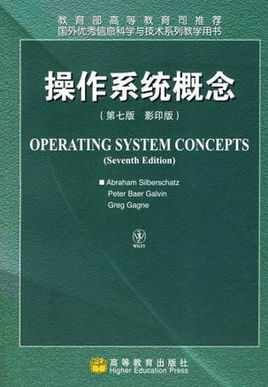 教育部高等教育司推荐
国外优秀信息科学与技术系列教学用书
操作系统概念
(第七版 影印版)
OPERATING SYSTEM CONCEPTS
(Seventh Edition)
Abraham Silberschatz
Peter Baer Galvin
Greg Gagne
WILEY
高等教育出版社
Higher Education Press